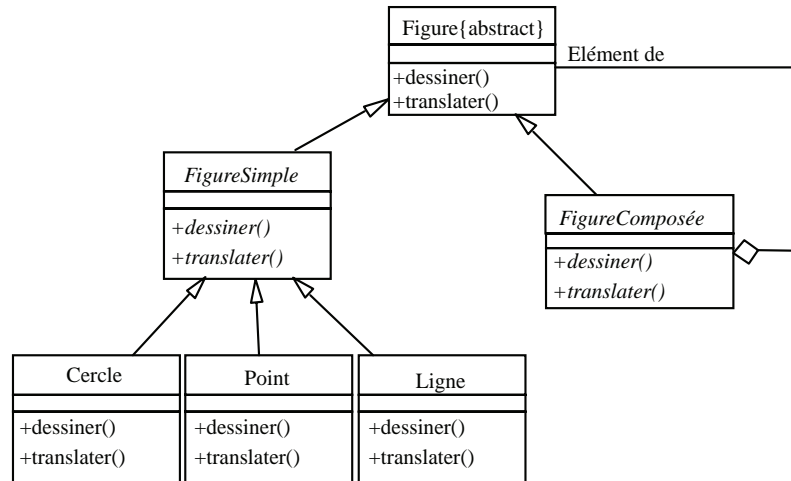 Figure{abstract}
+dessiner()
+translater()
Elément de
FigureSimple
+dessiner()
+translater()
FigureComposée
+dessiner()
+translater()
Cercle
+dessiner()
+translater()
Point
+dessiner()
+translater()
Ligne
+dessiner()
+translater()